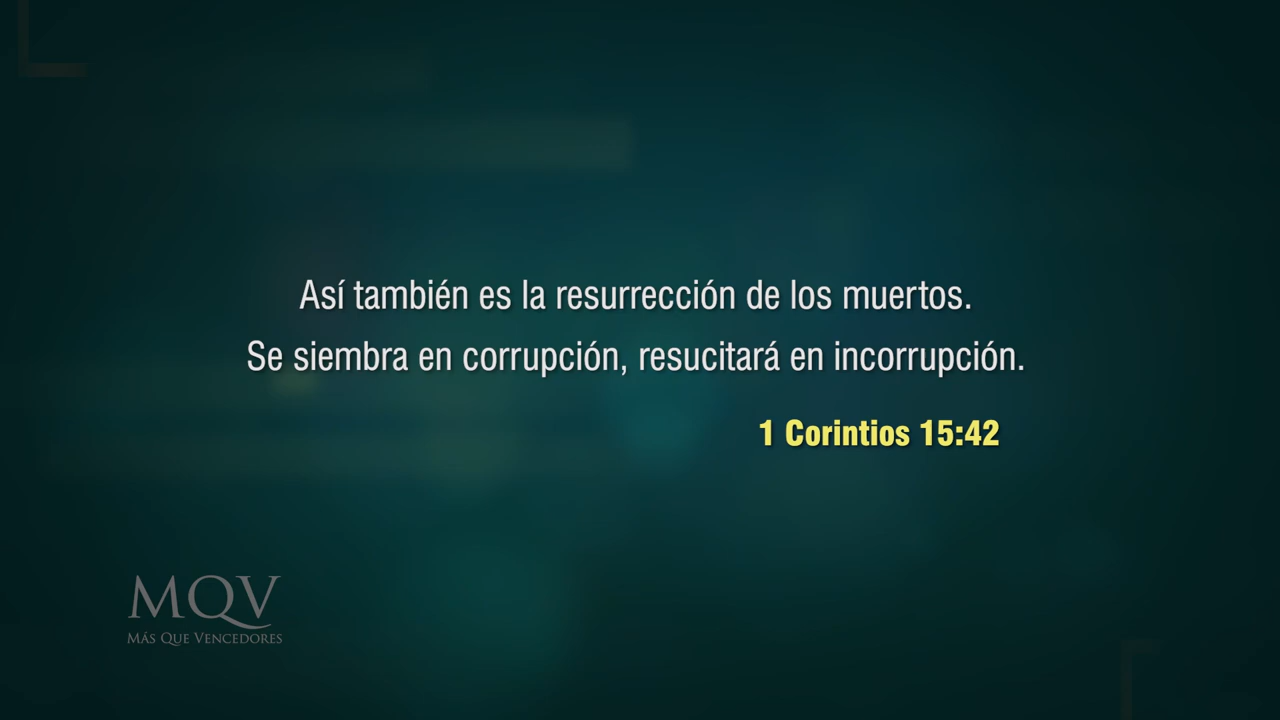 Así también es la resurrección de los muertos.
Se siembra en corrupción, resucitará en incorrupción.
1 Corintios 15:42
MQV
MÁS QUE VENCEDORES